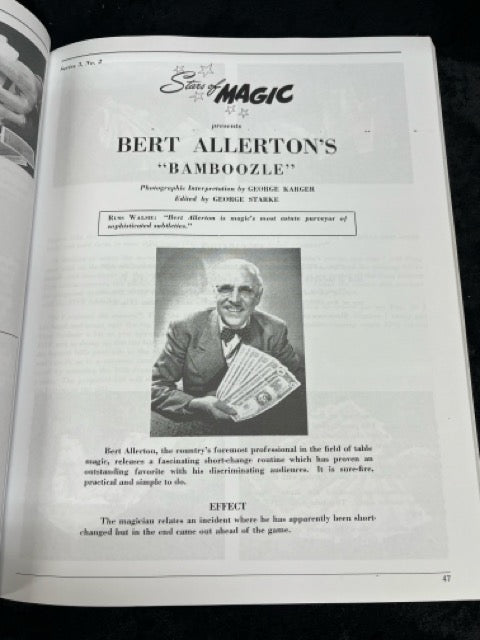 Series 3, No. 2
Stars of MAGIC
presents
BERT ALLERTON'S
"BAMBOOZLE"
Photographic Interpretation by GEORGE KARGER
Edited by GEORGE STARKE
RUSS WALSH: "Bert Allerton is magic's most astute purveyor of
sophisticated subtleties."
Bert Allerton, the country's foremost professional in the field of table
magic, releases a fascinating short-change routine which has proven an
outstanding favorite with his discriminating audiences. It is sure-fire,
practical and simple to do.
EFFECT
The magician relates an incident where he has apparently been short-
changed but in the end came out ahead of the game.
47